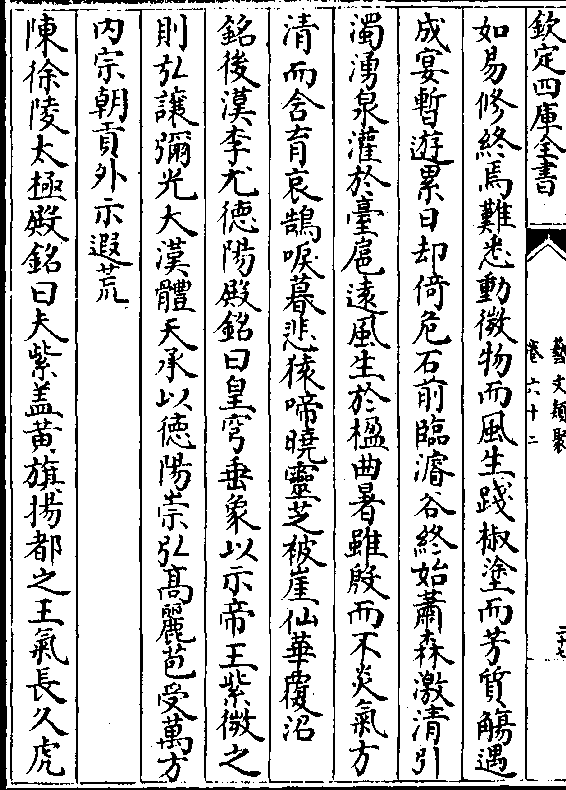 欽定四庫全書
藝文類聚
卷六十二
二十七
如易修終焉難悉動微物而風生踐椒塗而芳質觴遇
成宴暫遊累日却倚危石前臨濬谷終始蕭森激清引
濁湧泉灌於臺扈遠風生於楹曲暑雖殷而不炎氣方
清而含育哀鵠唳暮悲猿啼曉靈芝被崖仙華覆沼
銘後漢李尤德陽殿銘曰皇穹垂象以示帝王紫微之
則弘讓彌光大漢體天承以德陽崇弘高麗苞受萬方
内宗朝貢外示遐荒
陳徐陵太極殿銘曰夫紫盖黄旗揚都之王氣長久虎